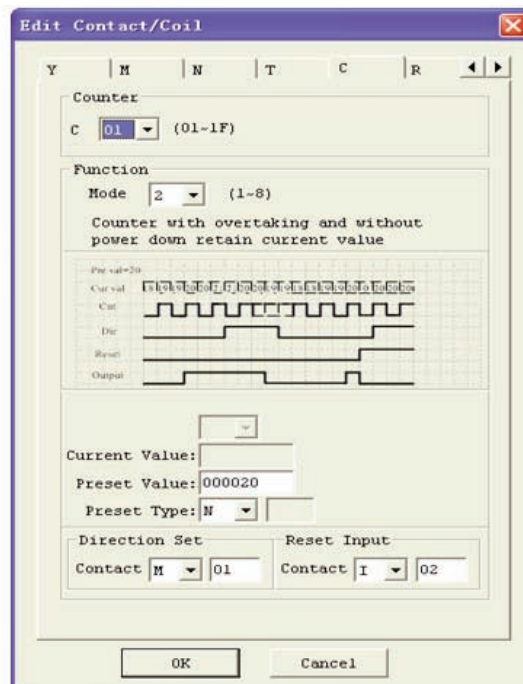 Edit Contact/Coil
Y M N T C R
Counter
C 01 (01~1F)
Function
Mode 2 (1~8)
Counter with overtaking and without
power down retain current value
Pre val=20
Cur val
Cnt
Dir
Reset
Output
Current Value:
Preset Value: 000020
Preset Type: N
Direction Set
Contact M 01
Reset Input
Contact I 02
OK Cancel